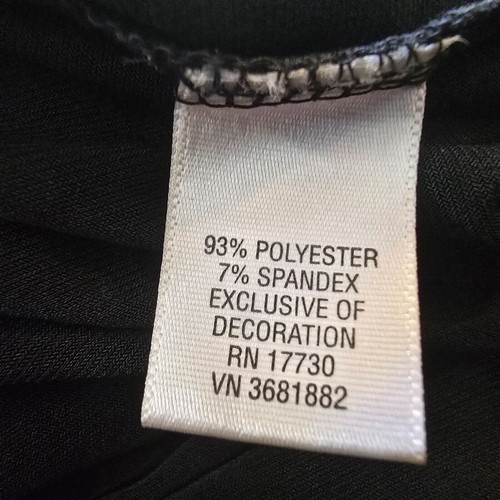 93% POLYESTER
7% SPANDEX
EXCLUSIVE OF
DECORATION
RN 17730
VN 3681882